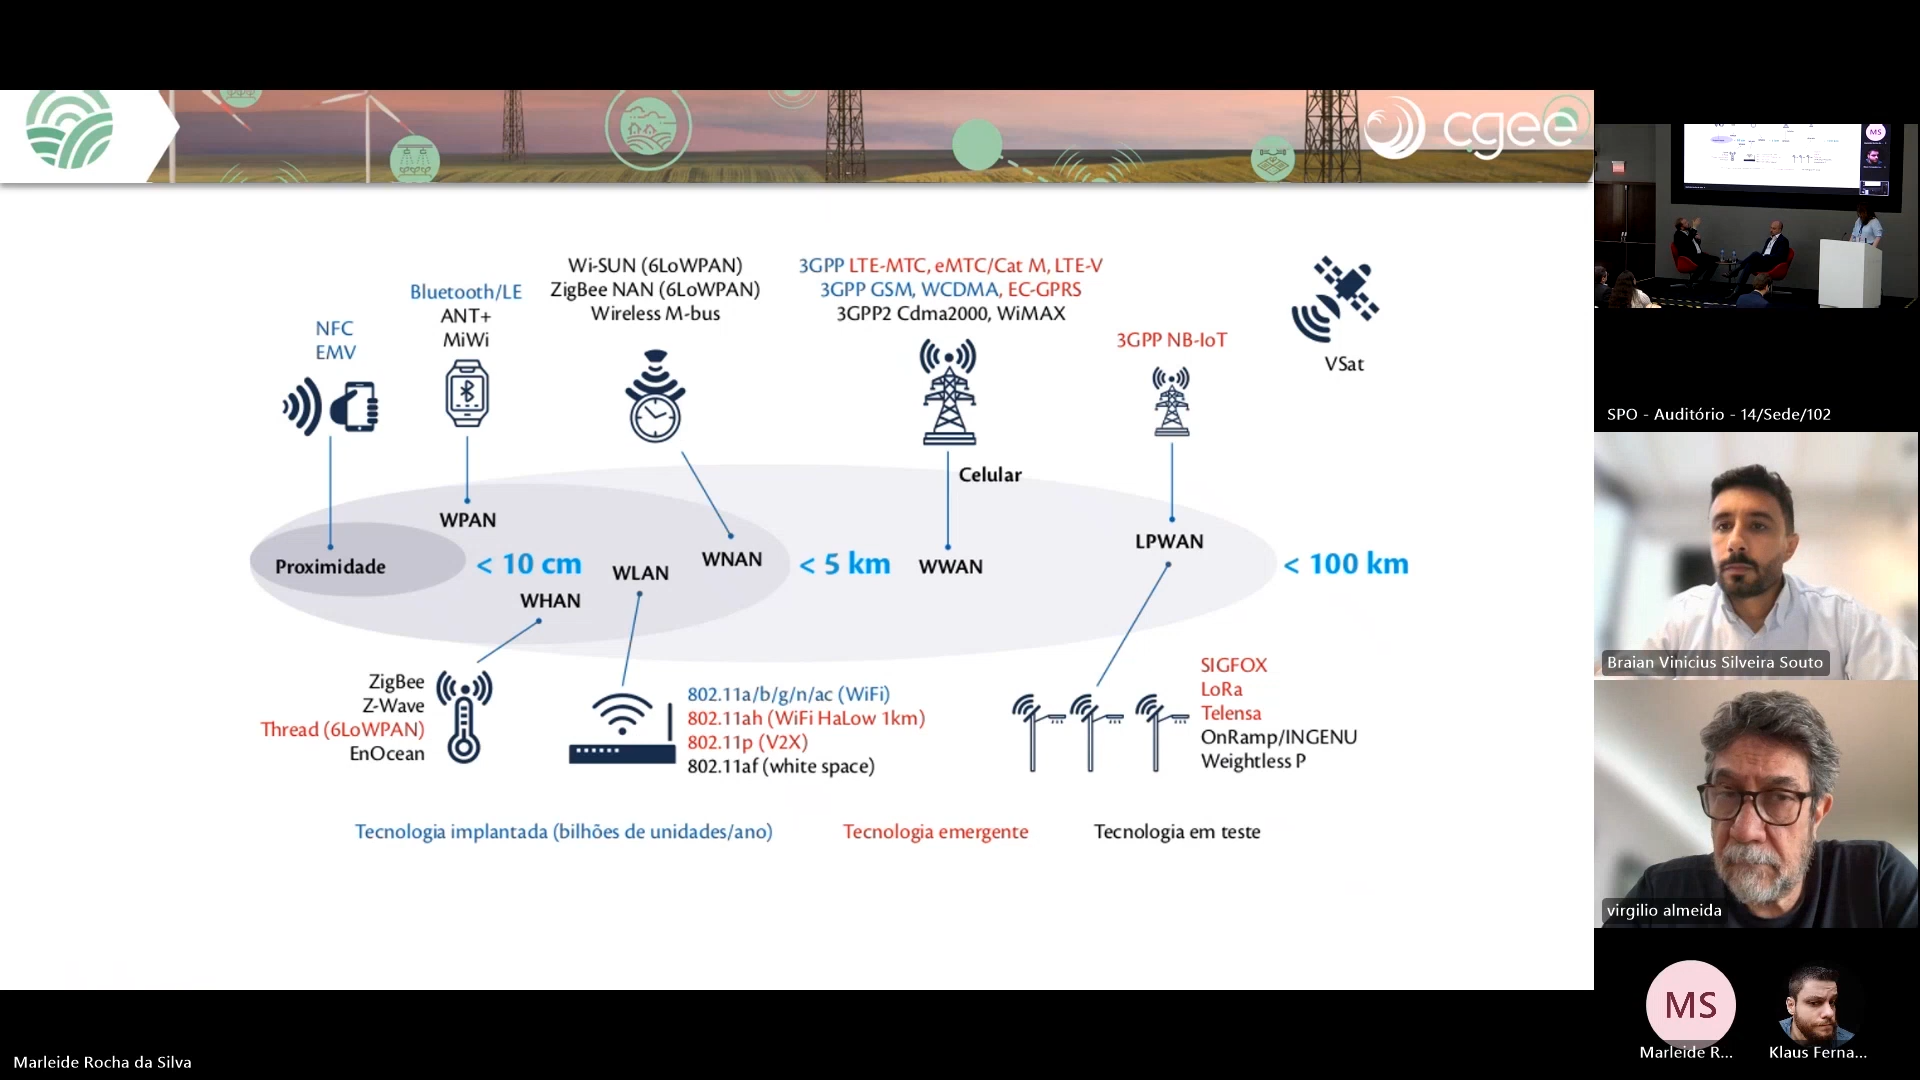 cgee
Wi-SUN (6LoWPAN)
ZigBee NAN (6LoWPAN)
Wireless M-bus
3GPP LTE-MTC, eMTC/Cat M, LTE-V
3GPP GSM, WCDMA, EC-GPRS
3GPP2 Cdma2000, WiMAX
Bluetooth/LE
ANT+
MiWi
NFC
EMV
3GPP NB-IoT
VSat
Celular
WPAN
Proximidade
< 10 cm
WHAN
WLAN
WNAN
< 5 km
WWAN
LPWAN
< 100 km
ZigBee
Z-Wave
Thread (6LoWPAN)
EnOcean
802.11a/b/g/n/ac (WiFi)
802.11ah (WiFi HaLow 1km)
802.11p (V2X)
802.11af (white space)
SIGFOX
LoRa
Telensa
OnRamp/INGENU
Weightless P
Tecnologia implantada (bilhões de unidades/ano)
Tecnologia emergente
Tecnologia em teste
MS
SPO - Auditório - 14/Sede/102
Braian Vinicius Silveira Souto
virgilio almeida
MS
Marleide R...
Klaus Ferna...
Marleide Rocha da Silva